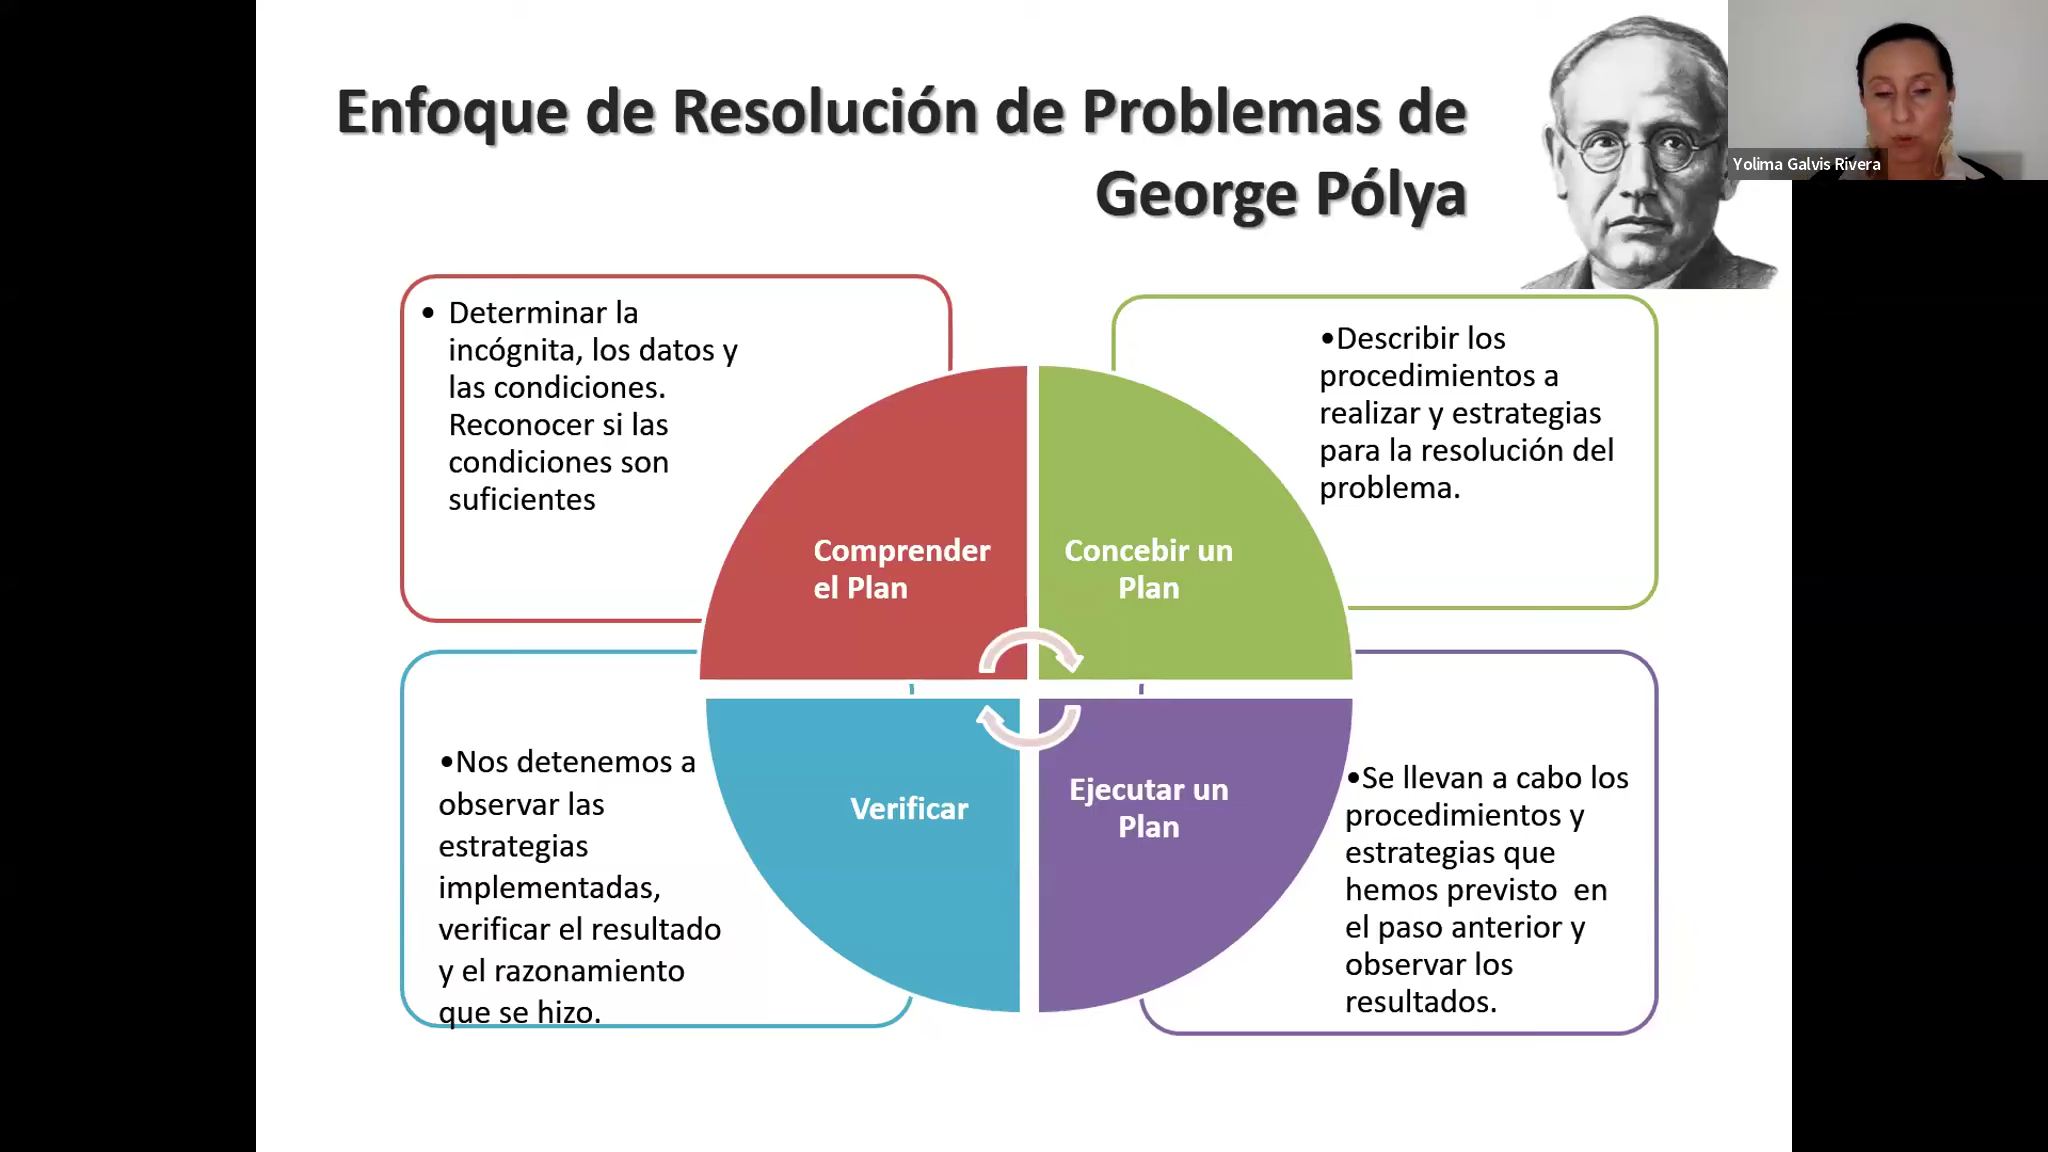 Enfoque de Resolución de Problemas de
George Pólya
Yolima Galvis Rivera
• Determinar la
incógnita, los datos y
las condiciones.
Reconocer si las
condiciones son
suficientes
•Describir los
procedimientos a
realizar y estrategias
para la resolución del
problema.
Comprender
el Plan
Concebir un
Plan
•Nos detenemos a
observar las
estrategias
implementadas,
verificar el resultado
y el razonamiento
que se hizo.
Verificar
Ejecutar un
Plan
•Se llevan a cabo los
procedimientos y
estrategias que
hemos previsto  en
el paso anterior y
observar los
resultados.